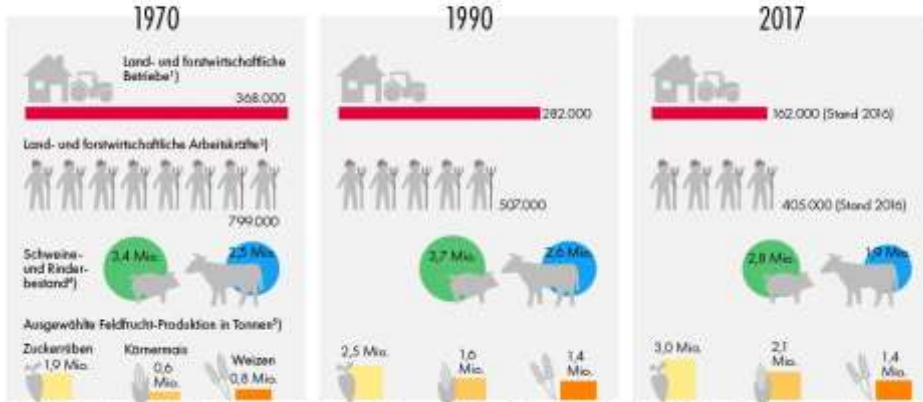 1970
Land- und forstwirtschaftliche
Betriebe¹)
368.000
Land- und forstwirtschaftliche Arbeitskräfte³)
799.000
Schweine-
und Rinder-
bestand⁴)
3,4 Mio.
2,5 Mio.
Ausgewählte Feldfrucht-Produktion in Tonnen⁵)
Zuckerrüben
1,9 Mio.
Körnermais
0,6
Mio.
Weizen
0,8 Mio.
1990
282.000
507.000
3,7 Mio.
2,6 Mio.
2,5 Mio.
1,6
Mio.
1,4
Mio.
2017
162.000 (Stand 2016)
405.000 (Stand 2016)
2,8 Mio.
1,9 Mio.
3,0 Mio.
2,1
Mio.
1,4
Mio.